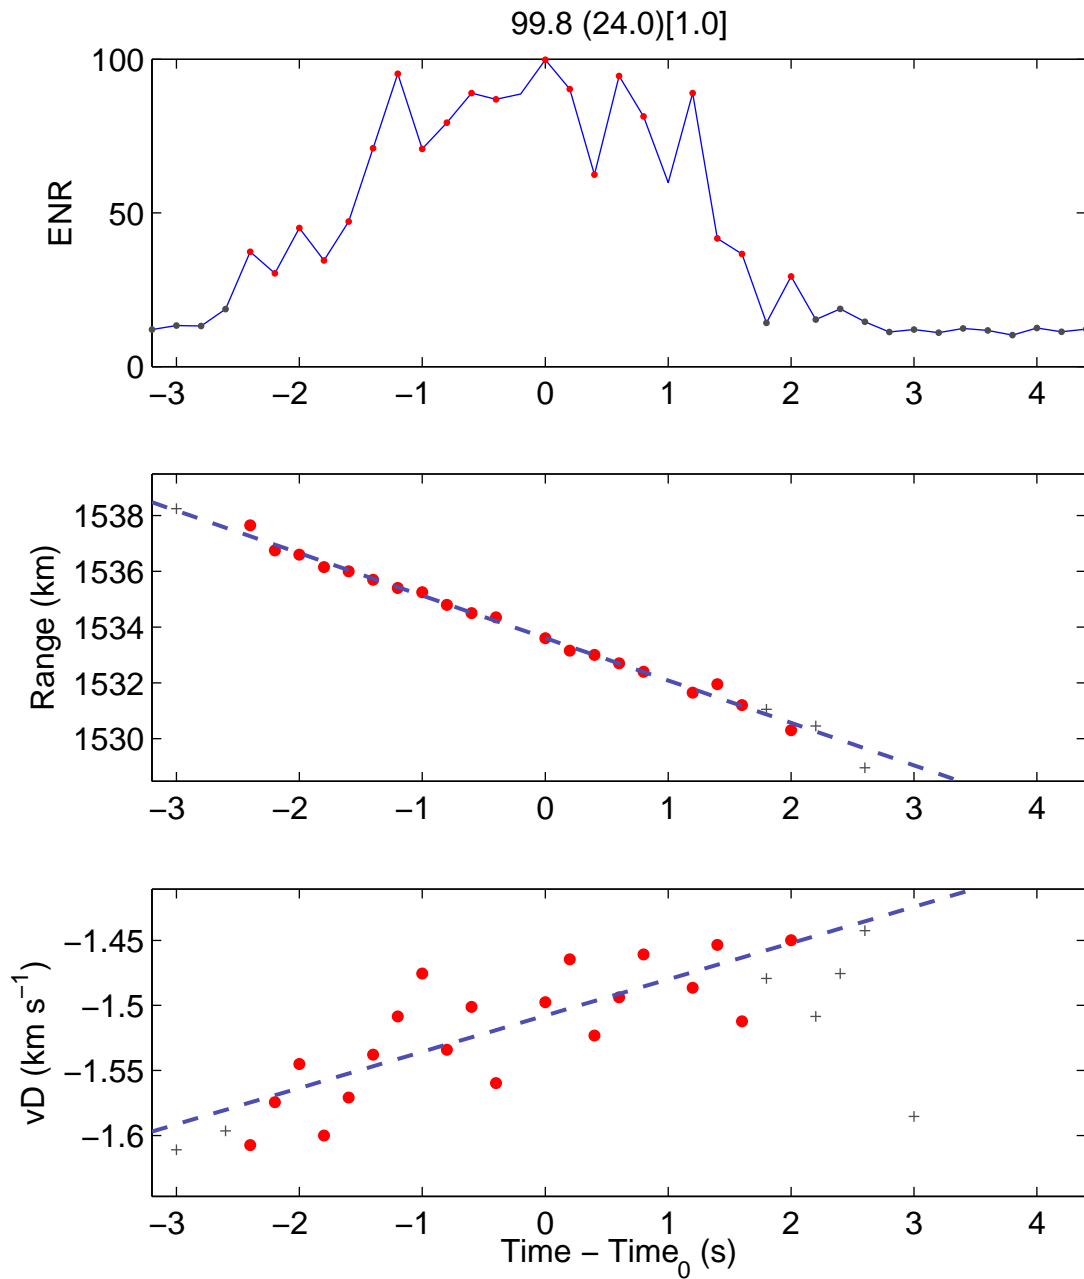 99.8 (24.0)[1.0]
100
50
0
ENR
−3 −2 −1 0 1 2 3 4
1538
1536
1534
1532
1530
Range (km)
−3 −2 −1 0 1 2 3 4
−1.45
−1.5
−1.55
−1.6
vD (km s⁻¹)
−3 −2 −1 0 1 2 3 4
Time − Time₀ (s)